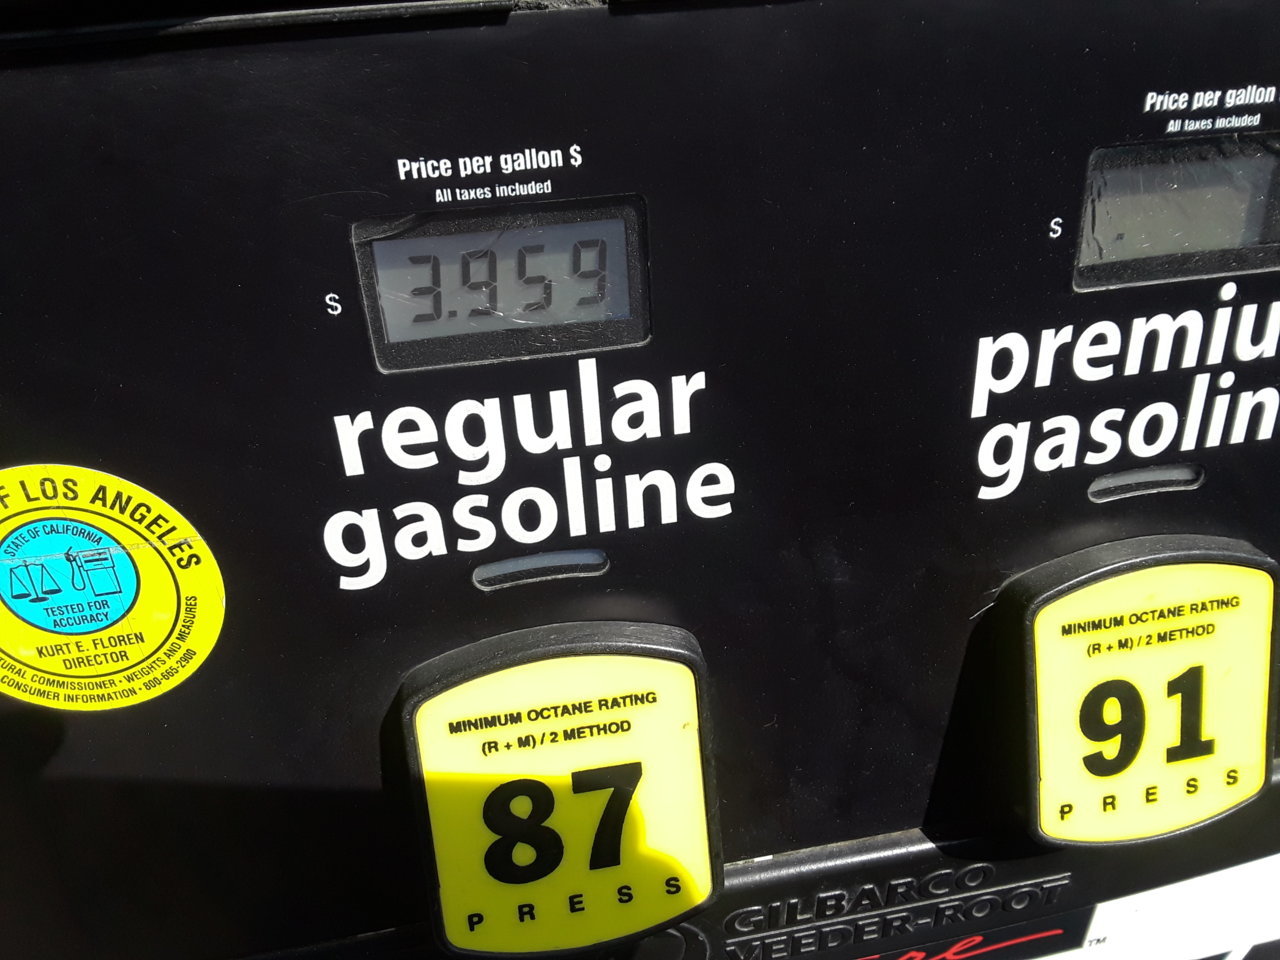 Price per gallon $
All taxes included
$ 3.959
regular
gasoline
MINIMUM OCTANE RATING
(R + M) / 2 METHOD
87
PRESS
Price per gallon
All taxes included
$
premiu
gasolin
MINIMUM OCTANE RATING
(R + M) / 2 METHOD
91
PRESS
F LOS ANGELES
STATE OF CALIFORNIA
TESTED FOR
ACCURACY
KURT E. FLOREN
DIRECTOR
URAL COMMISSIONER • WEIGHTS AND MEASURES
CONSUMER INFORMATION • 800-665-2900
GILBARCO
VEEDER-ROOT
TM